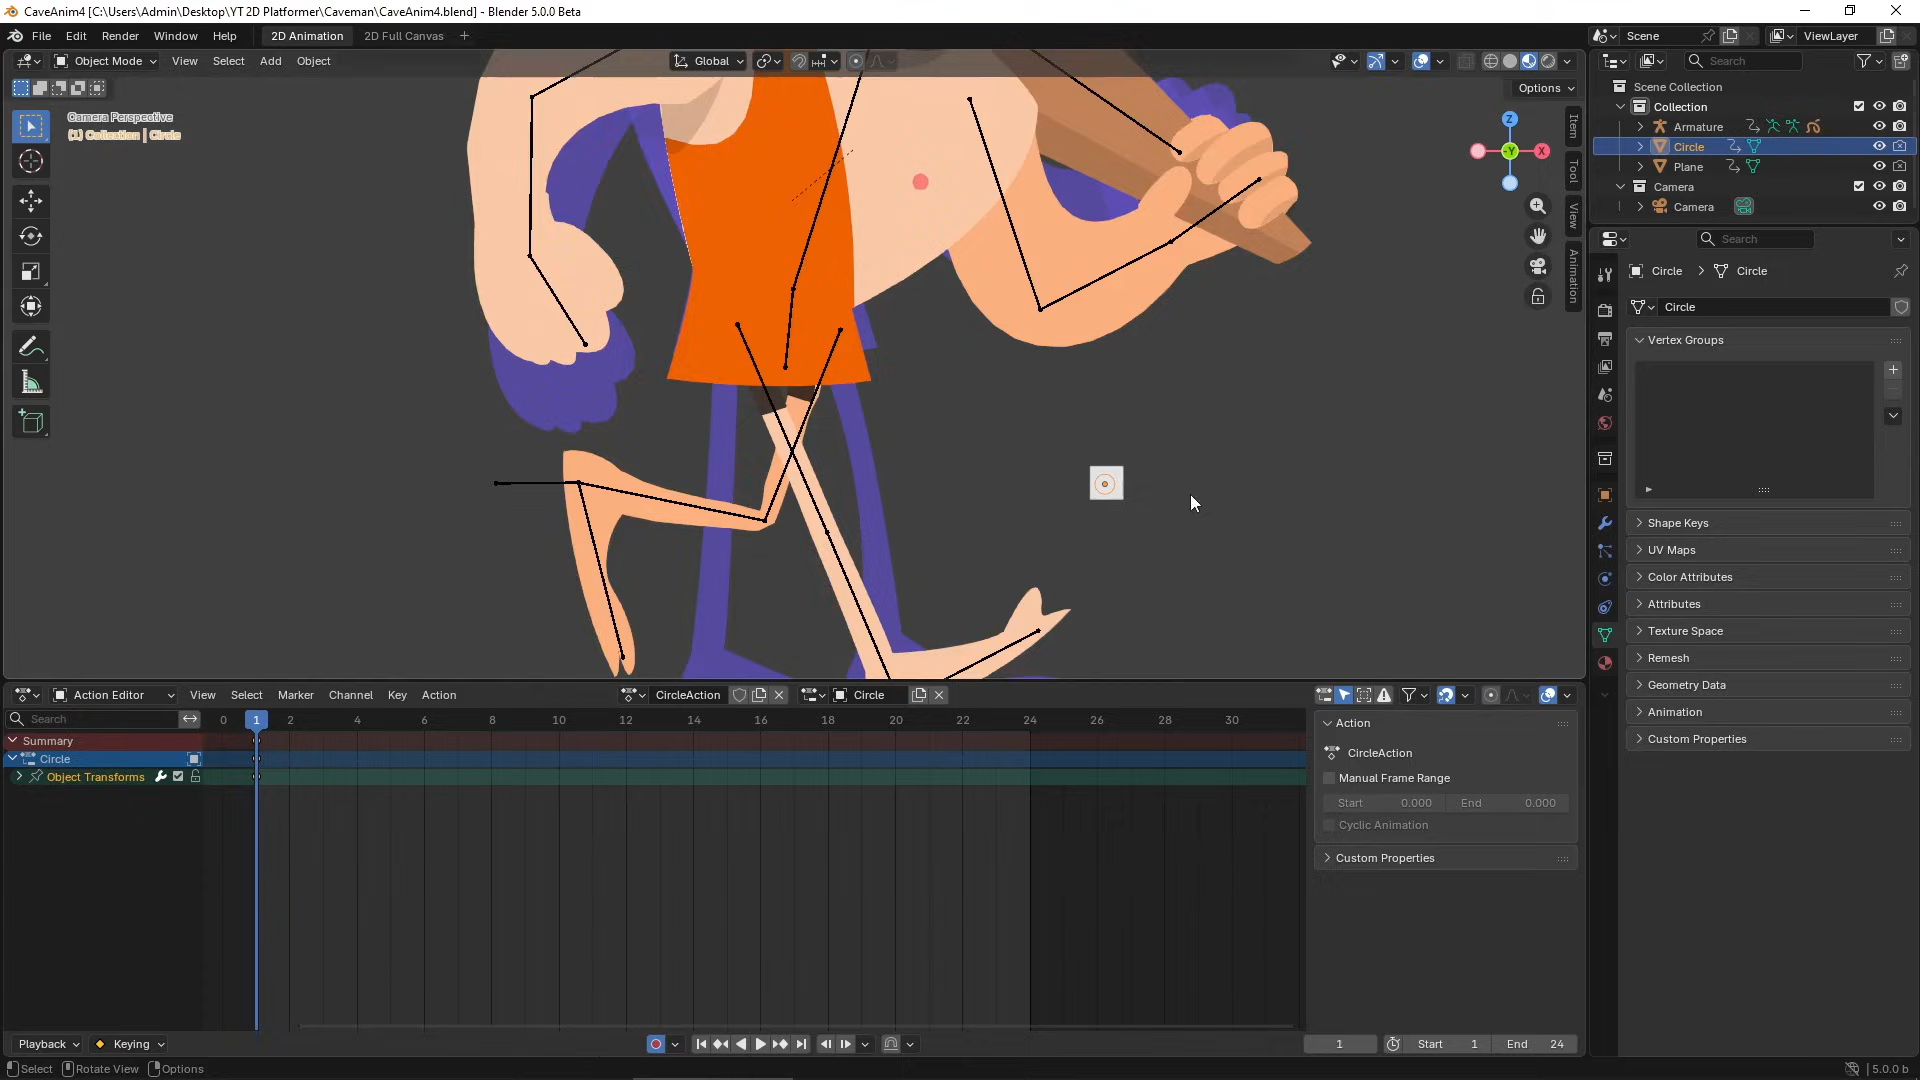 CaveAnim4 [C:\Users\Admin\Desktop\YT 2D Platformer\Caveman\CaveAnim4.blend] - Blender 5.0.0 Beta
File Edit Render Window Help 2D Animation 2D Full Canvas
Scene ViewLayer
Object Mode View Select Add Object Global
Search
Options
Camera Perspective
(1) Collection | Circle
Z
-Y
X
Item
Tool
View
Animation
Scene Collection
Collection
Armature
Circle
Plane
Camera
Camera
Search
Circle > Circle
Circle
Vertex Groups
Shape Keys
UV Maps
Color Attributes
Attributes
Texture Space
Remesh
Geometry Data
Animation
Custom Properties
Action Editor View Select Marker Channel Key Action CircleAction Circle
Search
0 1 2 4 6 8 10 12 14 16 18 20 22 24 26 28 30
Summary
Circle
Object Transforms
Action
CircleAction
Manual Frame Range
Start 0.000 End 0.000
Cyclic Animation
Custom Properties
Playback Keying 1 Start 1 End 24
Select Rotate View Options 5.0.0 b